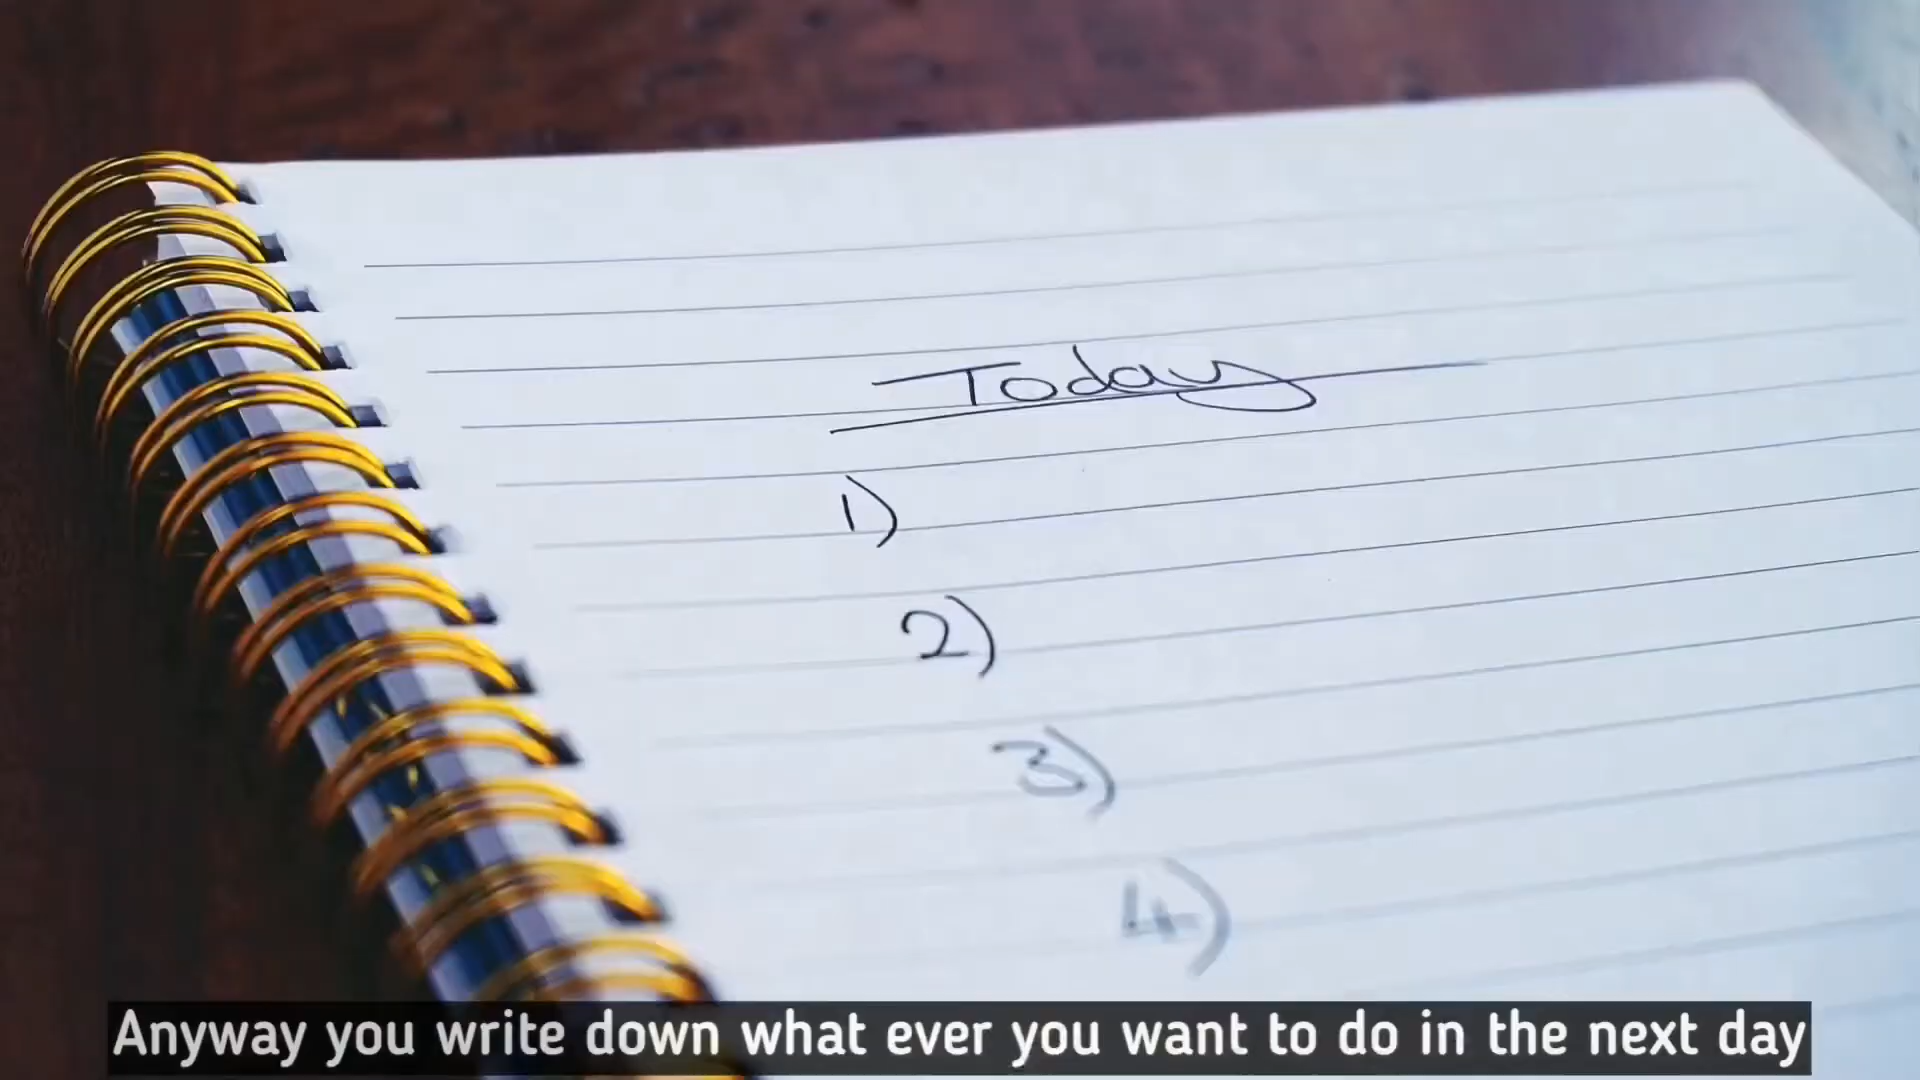 Today
1)
2)
3)
4)
Anyway you write down what ever you want to do in the next day